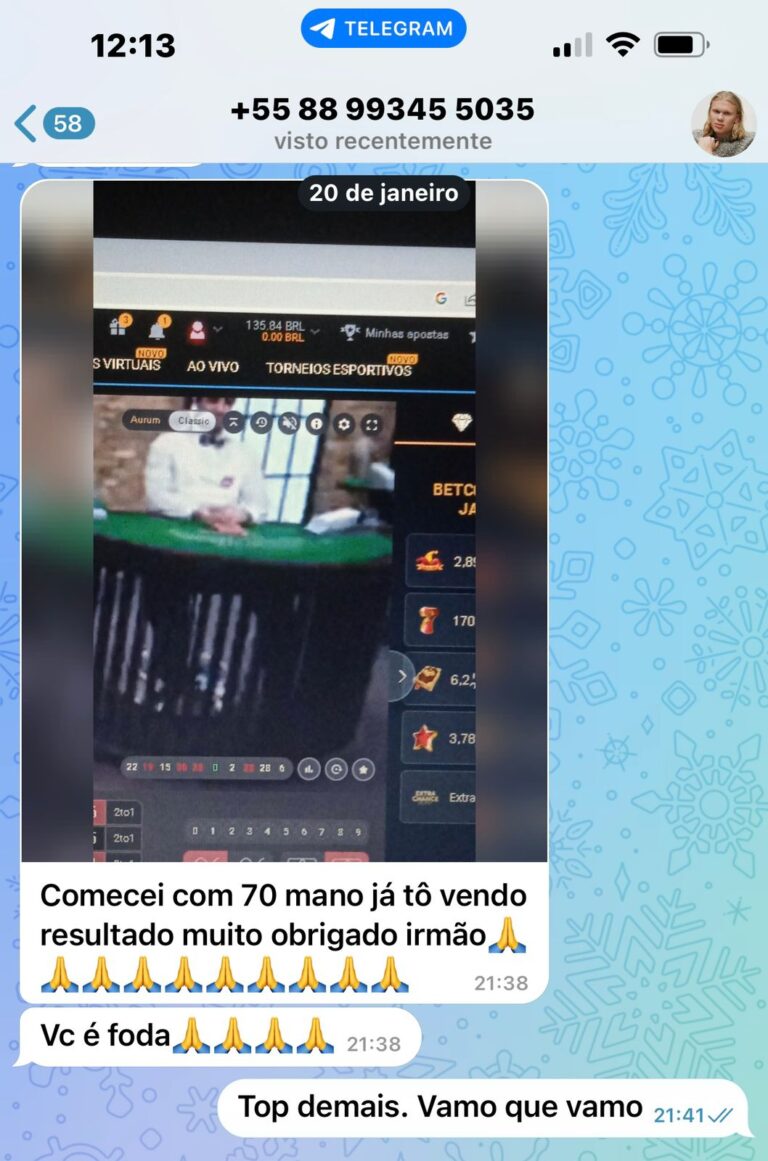 12:13
TELEGRAM
58
+55 88 99345 5035
visto recentemente
20 de janeiro
3
1
135.84 BRL
0.00 BRL
Minhas apostas
NOVO
S VIRTUAIS
AO VIVO
NOVO
TORNEIOS ESPORTIVOS
Aurum
Classic
BETC
JA
2,8
170
6,2
3,78
22 19 15 0 2 28 6
EXTRA CHANCE
Extra
2to1
2to1
0 1 2 3 4 5 6 7 8 9
Comecei com 70 mano já tô vendo
resultado muito obrigado irmão🙏
🙏🙏🙏🙏🙏🙏🙏🙏🙏
21:38
Vc é foda🙏🙏🙏🙏 21:38
Top demais. Vamo que vamo 21:41